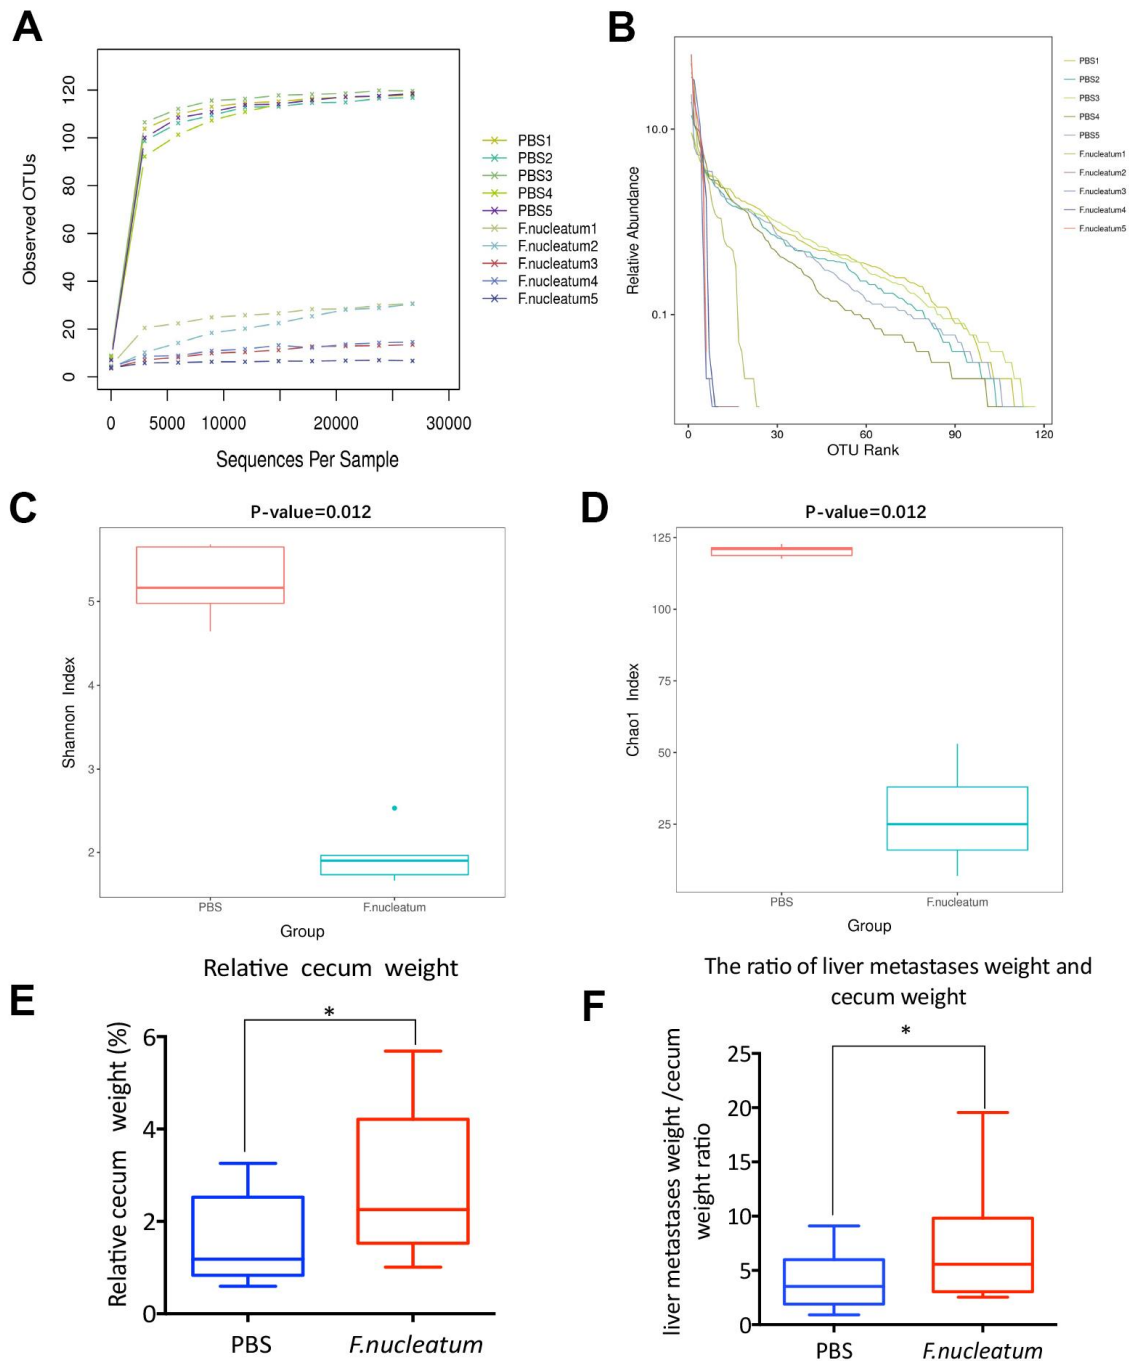 A
120
100
80
60
40
20
0
Observed OTUs
0 5000 10000 20000 30000
Sequences Per Sample
PBS1
PBS2
PBS3
PBS4
PBS5
F.nucleatum1
F.nucleatum2
F.nucleatum3
F.nucleatum4
F.nucleatum5
B
10.0
0.1
Relative Abundance
0 30 60 90 120
OTU Rank
PBS1
PBS2
PBS3
PBS4
PBS5
F.nucleatum1
F.nucleatum2
F.nucleatum3
F.nucleatum4
F.nucleatum5
C
P-value=0.012
5
4
3
2
Shannon Index
PBS F.nucleatum
Group
D
P-value=0.012
125
100
75
50
25
Chao1 Index
PBS F.nucleatum
Group
E
Relative cecum weight
*
6
4
2
0
Relative cecum weight (%)
PBS F.nucleatum
F
The ratio of liver metastases weight and
cecum weight
*
25
20
15
10
5
0
liver metastases weight /cecum
weight ratio
PBS F.nucleatum